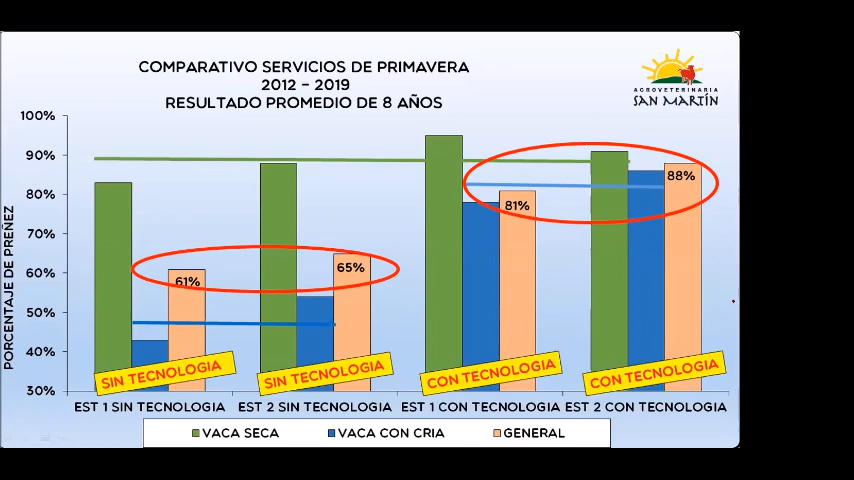 COMPARATIVO SERVICIOS DE PRIMAVERA
2012 - 2019
RESULTADO PROMEDIO DE 8 AÑOS
AGROVETERINARIA
SAN MARTÍN
PORCENTAJE DE PREÑEZ
100%
90%
80%
70%
60%
50%
40%
30%
61%
65%
81%
88%
SIN TECNOLOGIA
SIN TECNOLOGIA
CON TECNOLOGIA
CON TECNOLOGIA
EST 1 SIN TECNOLOGIA
EST 2 SIN TECNOLOGIA
EST 1 CON TECNOLOGIA
EST 2 CON TECNOLOGIA
VACA SECA
VACA CON CRIA
GENERAL